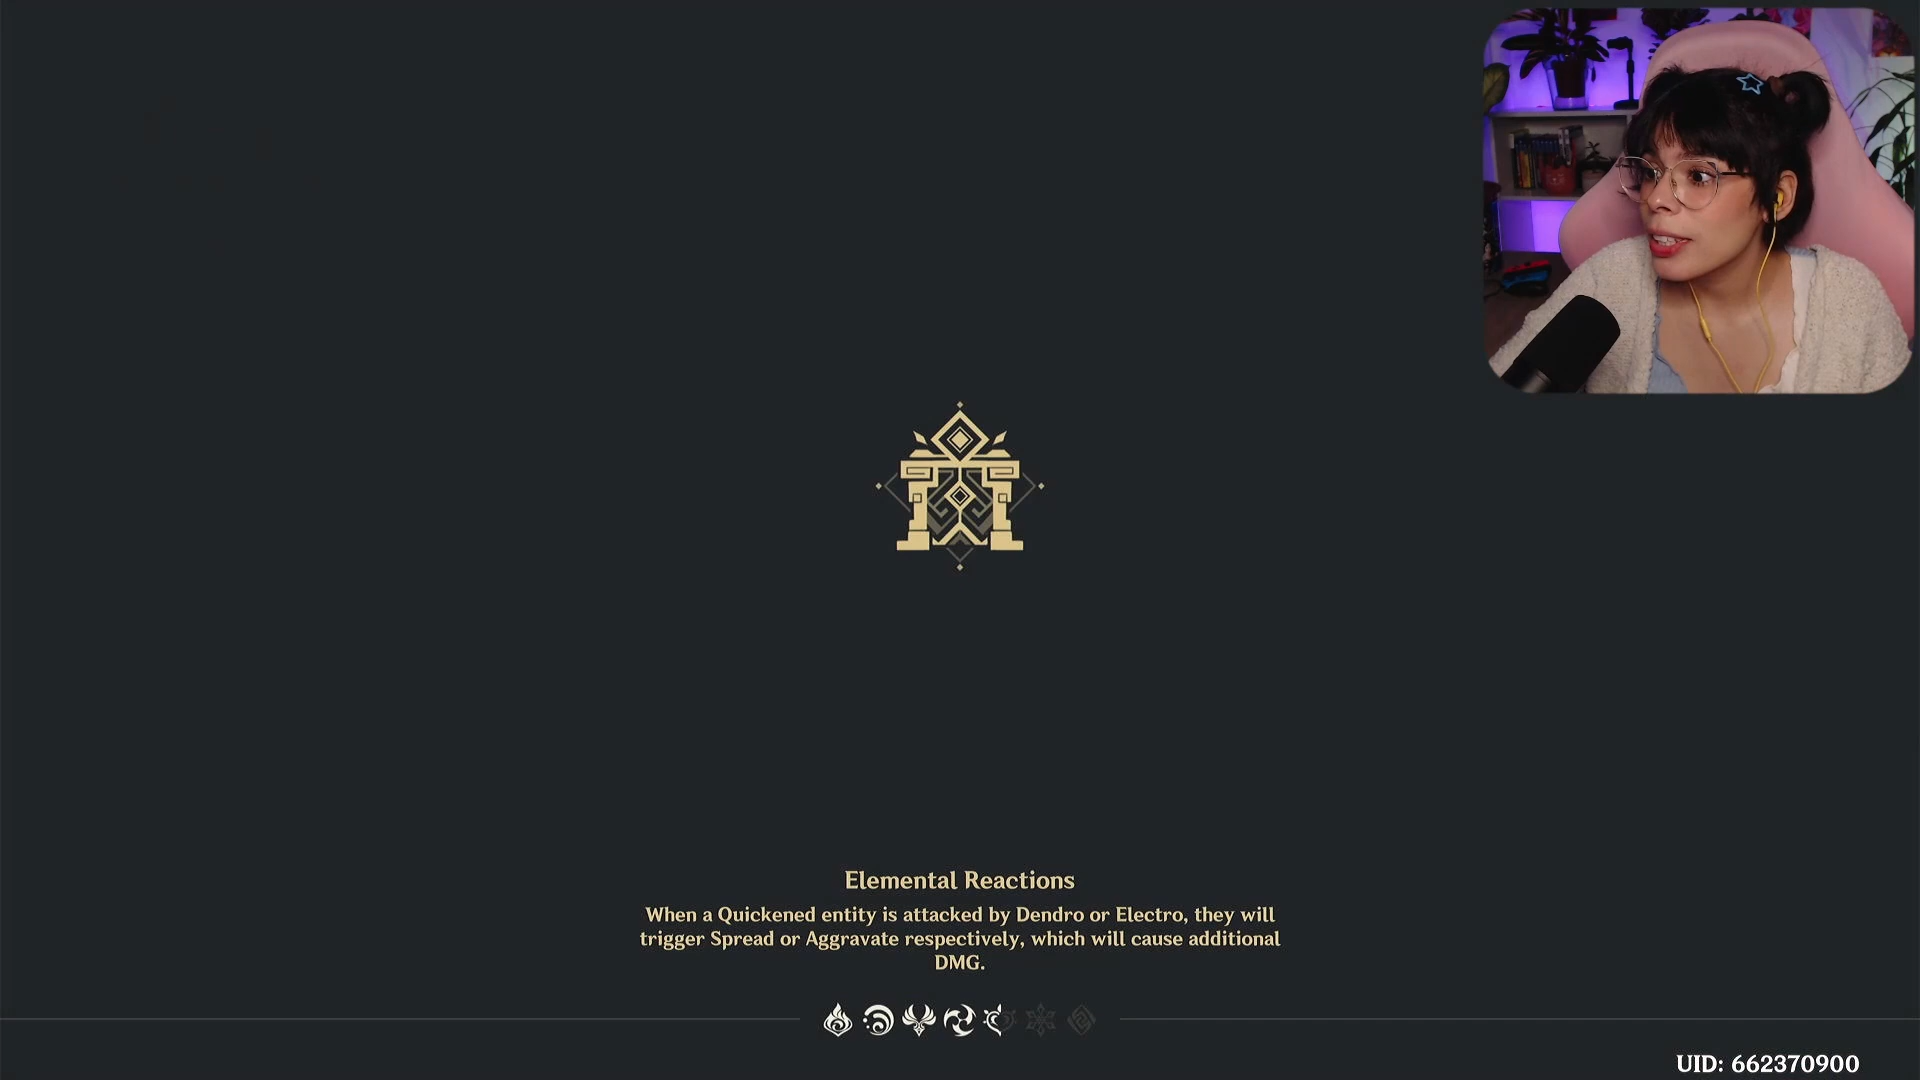 Elemental Reactions
When a Quickened entity is attacked by Dendro or Electro, they will
trigger Spread or Aggravate respectively, which will cause additional
DMG.
UID: 662370900